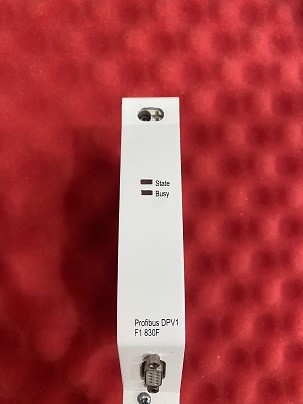 State
Busy
Profibus DPV1
F1 830F